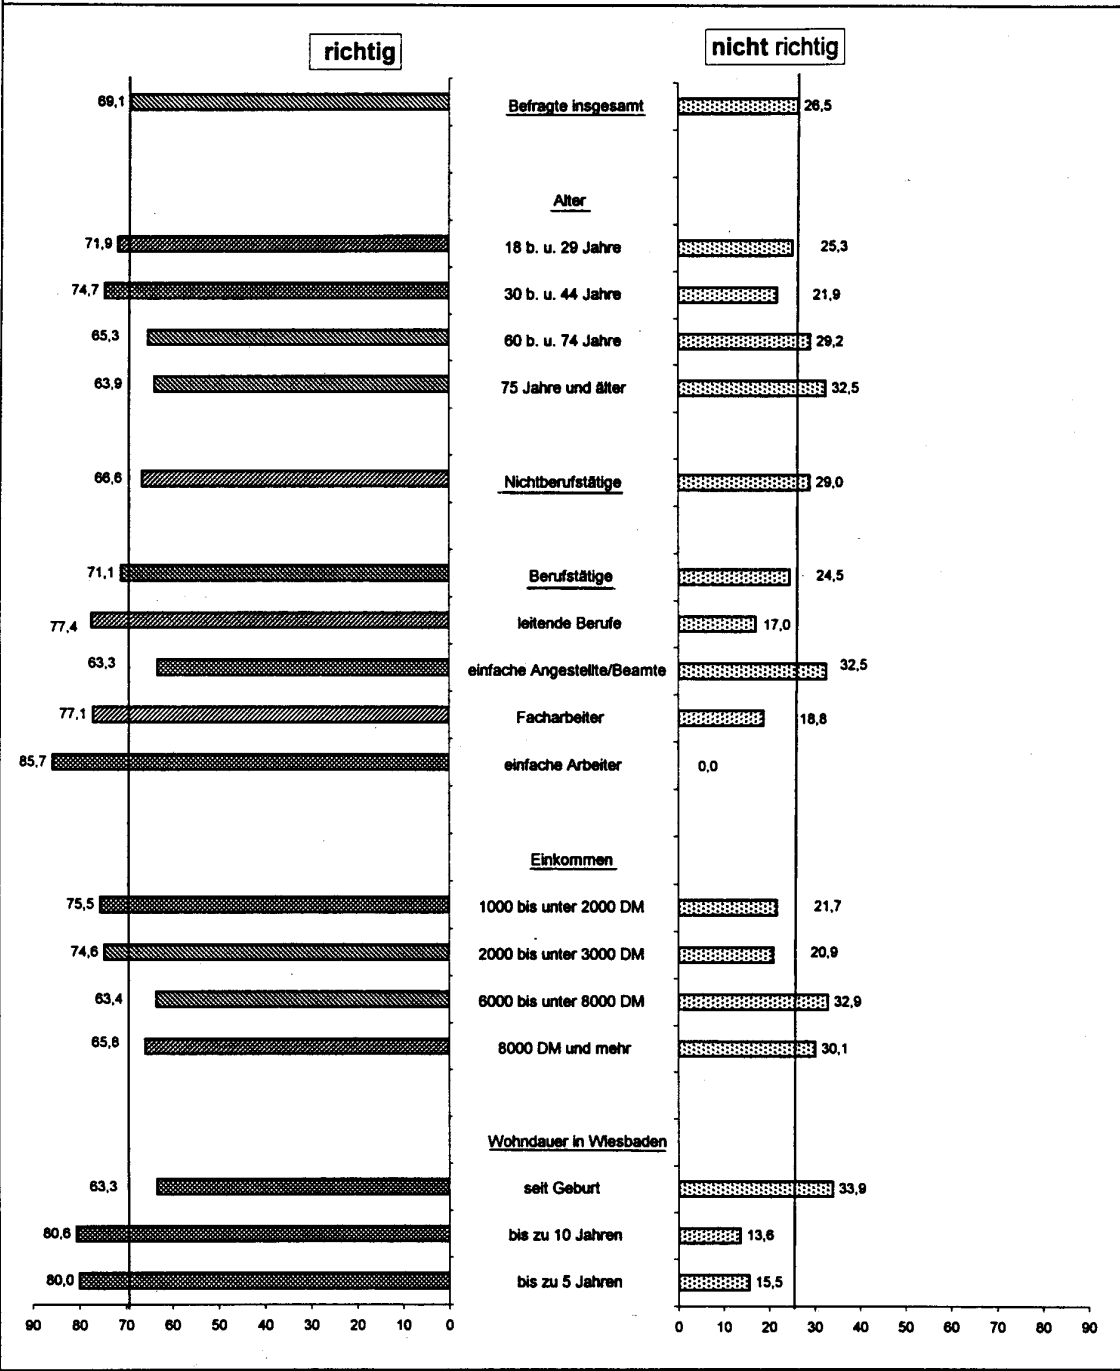 richtig nicht richtig
69,1 Befragte insgesamt 26,5
Alter
71,9 18 b. u. 29 Jahre 25,3
74,7 30 b. u. 44 Jahre 21,9
65,3 60 b. u. 74 Jahre 29,2
63,9 75 Jahre und älter 32,5
66,6 Nichtberufstätige 29,0
71,1 Berufstätige 24,5
77,4 leitende Berufe 17,0
63,3 einfache Angestellte/Beamte 32,5
77,1 Facharbeiter 18,8
85,7 einfache Arbeiter 0,0
Einkommen
75,5 1000 bis unter 2000 DM 21,7
74,6 2000 bis unter 3000 DM 20,9
63,4 6000 bis unter 8000 DM 32,9
65,8 8000 DM und mehr 30,1
Wohndauer in Wiesbaden
63,3 seit Geburt 33,9
80,6 bis zu 10 Jahren 13,6
80,0 bis zu 5 Jahren 15,5
90 80 70 60 50 40 30 20 10 0 0 10 20 30 40 50 60 70 80 90